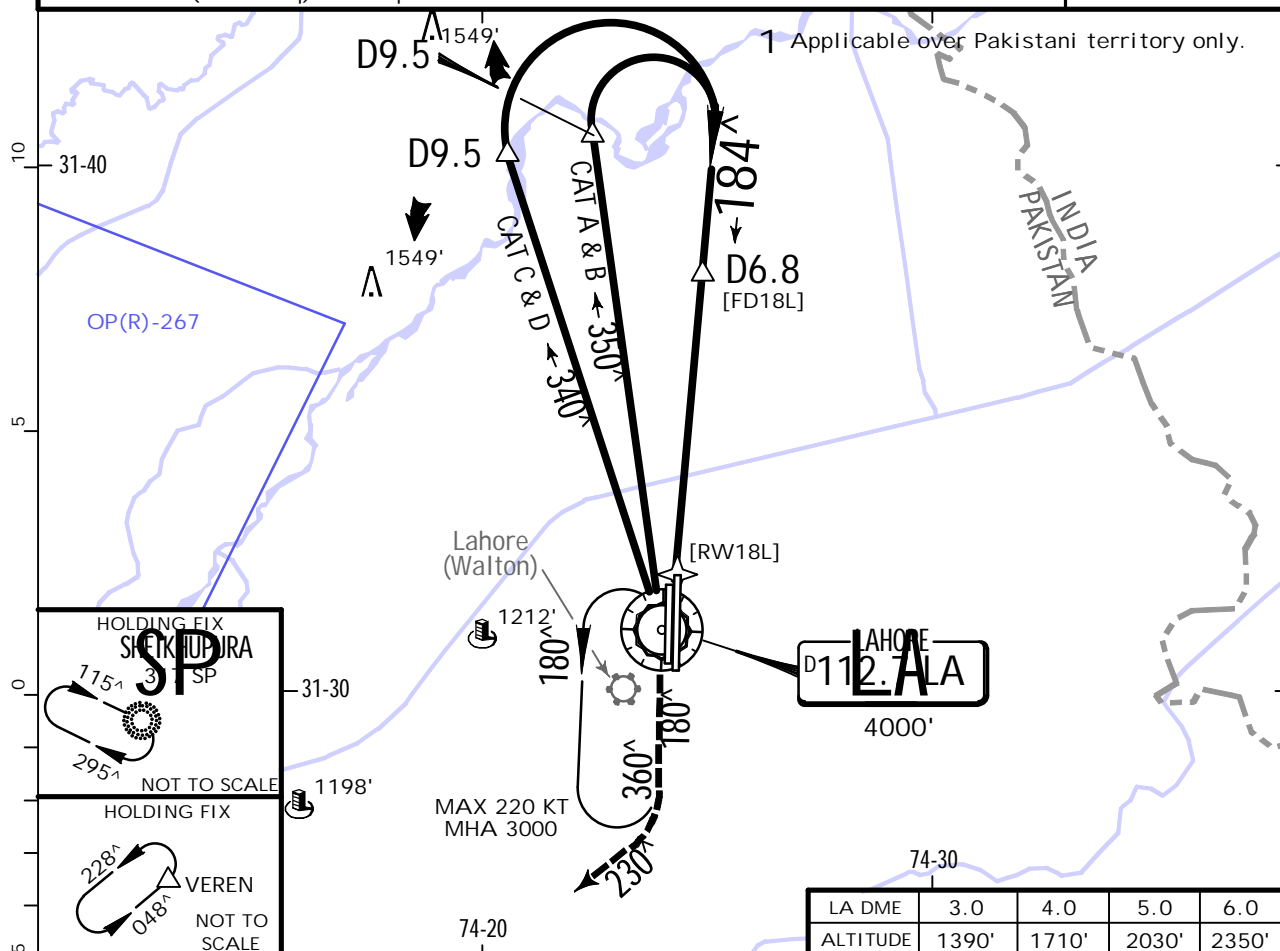 1 Applicable over Pakistani territory only.
1549'
D9.5
D9.5
10
31-40
184^
CAT A & B
350^
CAT C & D
340^
INDIA
PAKISTAN
1549'
D6.8
[FD18L]
OP(R)-267
5
Lahore
(Walton)
[RW18L]
1212'
180^
HOLDING FIX
SHEIKHUPURA
SP
317 SP
115^
295^
NOT TO SCALE
0
31-30
LAHORE
D 112.7 LA
LA
4000'
180^
360^
1198'
MAX 220 KT
MHA 3000
230^
HOLDING FIX
228^
048^
VEREN
NOT TO
SCALE
74-30
74-20
5
LA DME 3.0 4.0 5.0 6.0
ALTITUDE 1390' 1710' 2030' 2350'